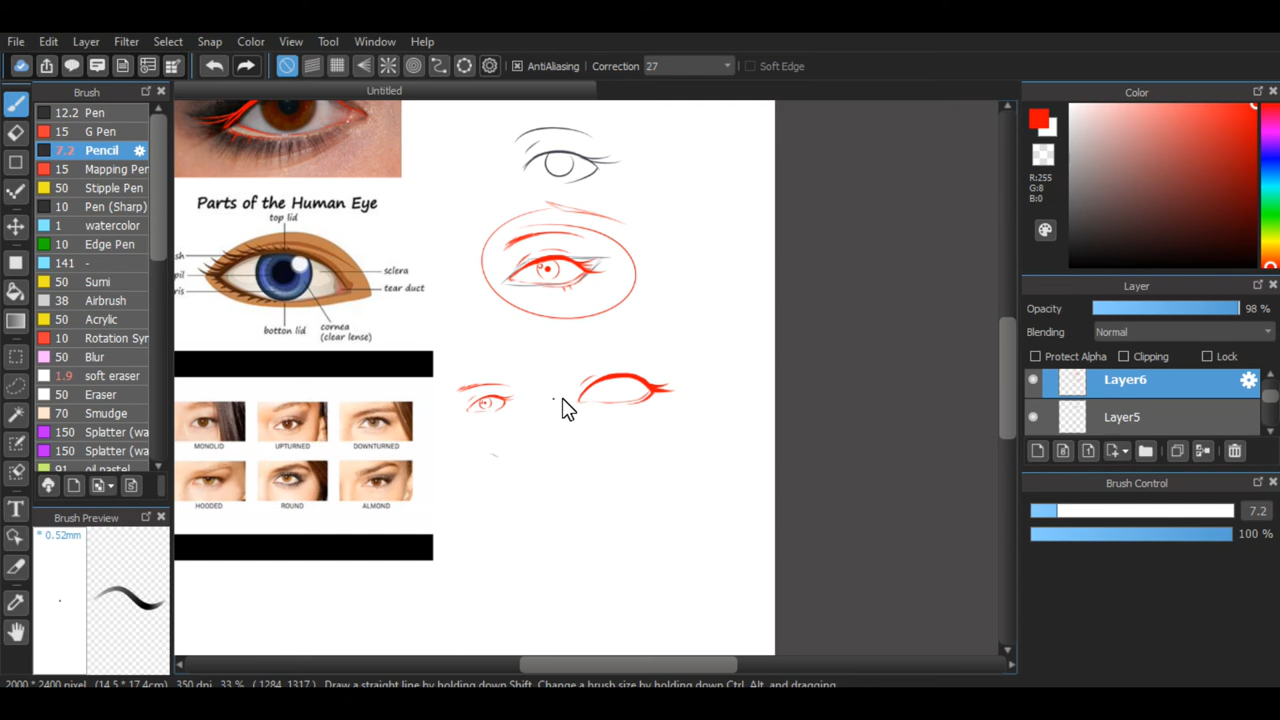 File Edit Layer Filter Select Snap Color View Tool Window Help
AntiAliasing Correction 27 Soft Edge
Brush
Untitled
Color
12.2 Pen
15 G Pen
7.2 Pencil
15 Mapping Pen
50 Stipple Pen
10 Pen (Sharp)
1 watercolor
10 Edge Pen
141 -
50 Sumi
38 Airbrush
50 Acrylic
10 Rotation Syn
50 Blur
1.9 soft eraser
50 Eraser
70 Smudge
150 Splatter (wa
150 Splatter (wa
91 oil pastel
Brush Preview
* 0.52mm
Parts of the Human Eye
top lid
sh
pil
ris
sclera
tear duct
botton lid
cornea
(clear lense)
MONOLID UPTURNED DOWNTURNED
HOODED ROUND ALMOND
R:255
G:8
B:0
Layer
Opacity 98 %
Blending Normal
Protect Alpha Clipping Lock
Layer6
Layer5
Brush Control
7.2
100 %
2000 * 2400 pixel (14.5 * 17.4cm) 350 dpi 33 % (1284, 1317) Draw a straight line by holding down Shift, Change a brush size by holding down Ctrl, Alt, and dragging